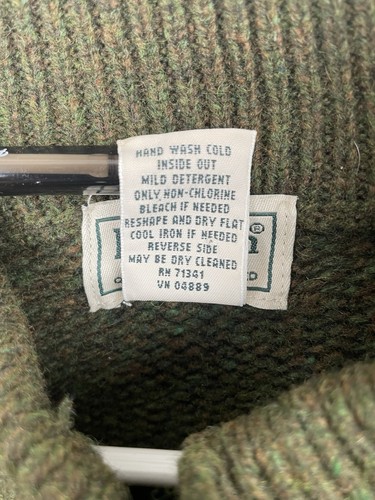 HAND WASH COLD
INSIDE OUT
MILD DETERGENT
ONLY NON-CHLORINE
BLEACH IF NEEDED
RESHAPE AND DRY FLAT
COOL IRON IF NEEDED
REVERSE SIDE
MAY BE DRY CLEANED
RN 71341
VN 04889